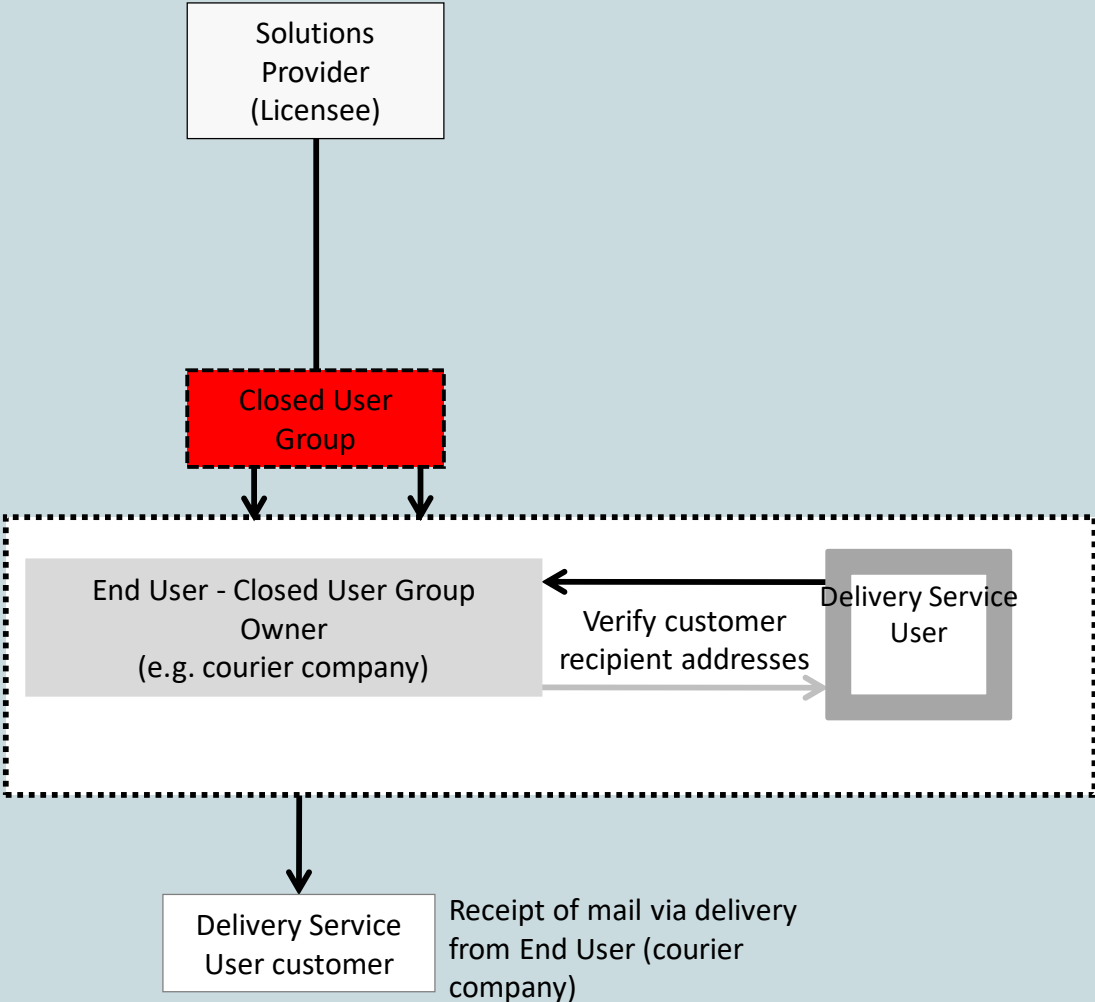 Solutions
Provider
(Licensee)
Closed User
Group
End User - Closed User Group
Owner
(e.g. courier company)
Verify customer
recipient addresses
Delivery Service
User
Delivery Service
User customer
Receipt of mail via delivery
from End User (courier
company)